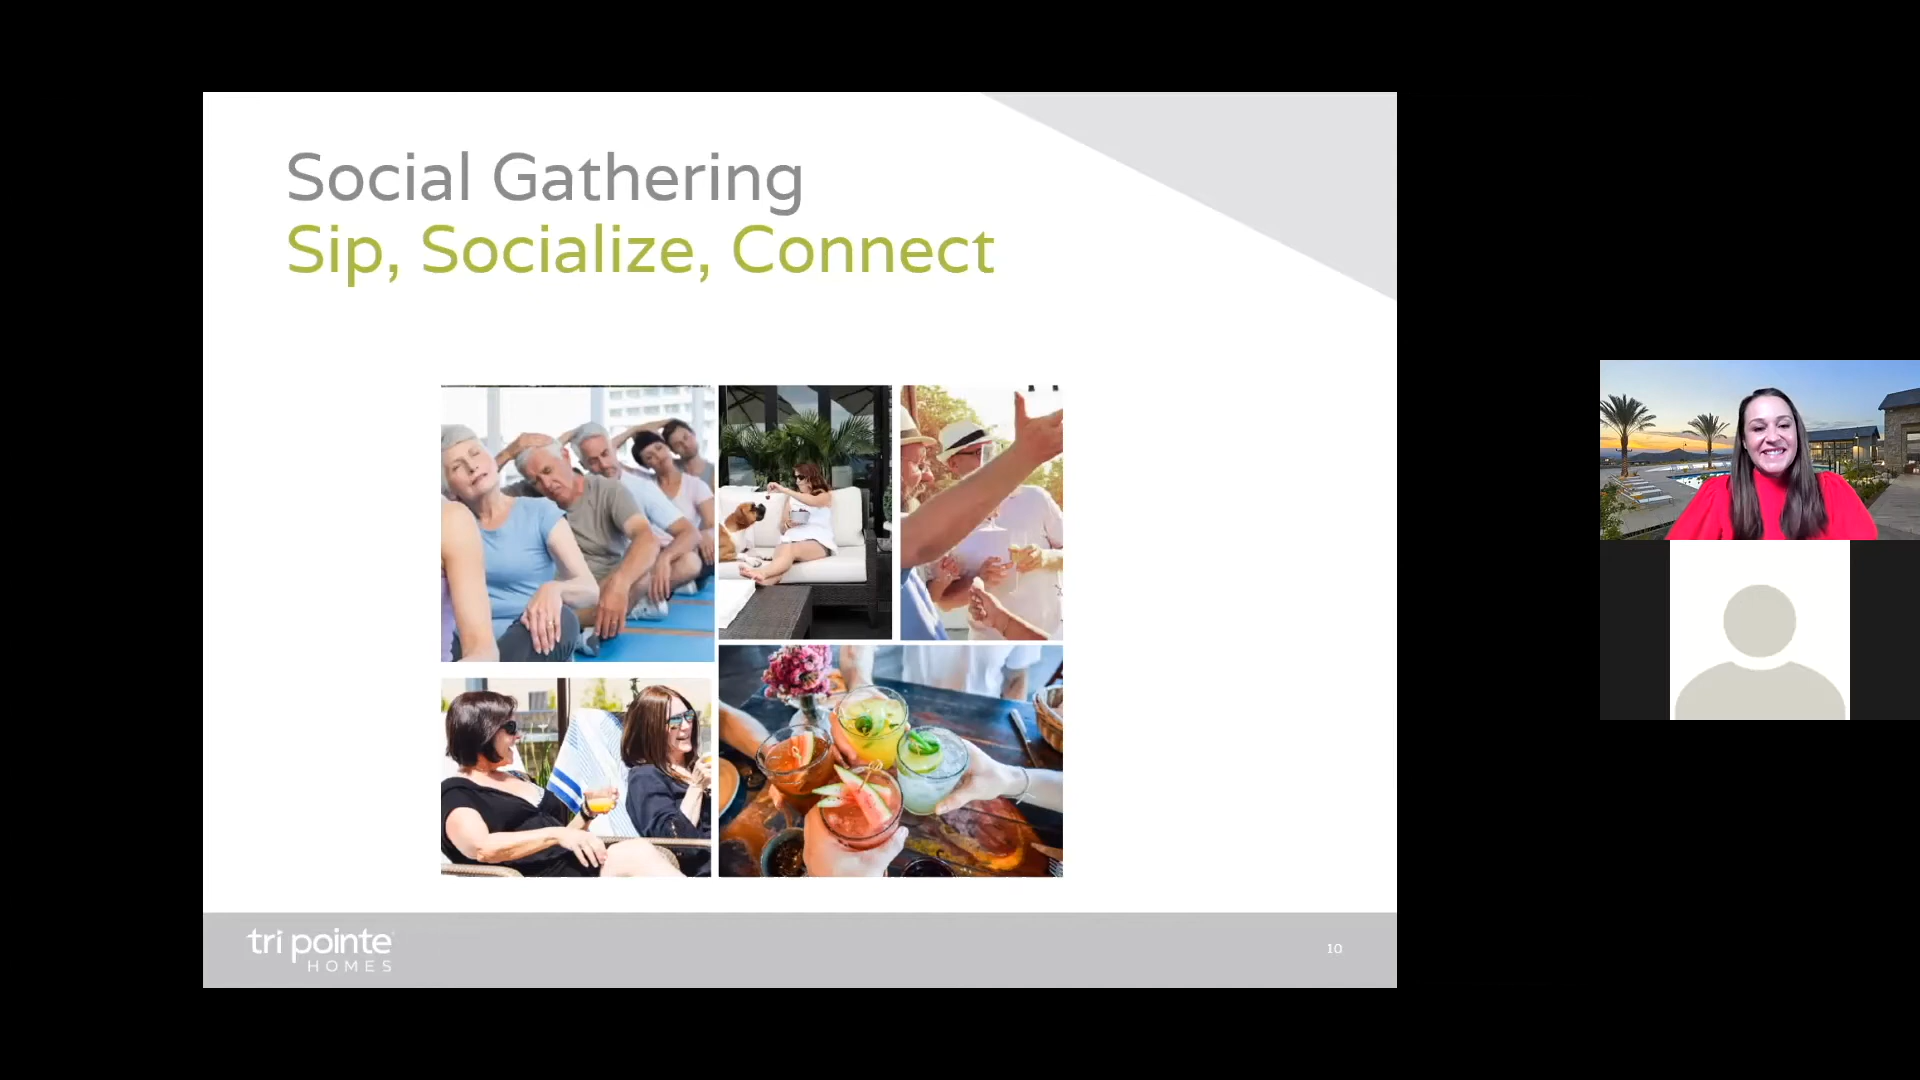 Social Gathering
Sip, Socialize, Connect
tri pointe
HOMES
10